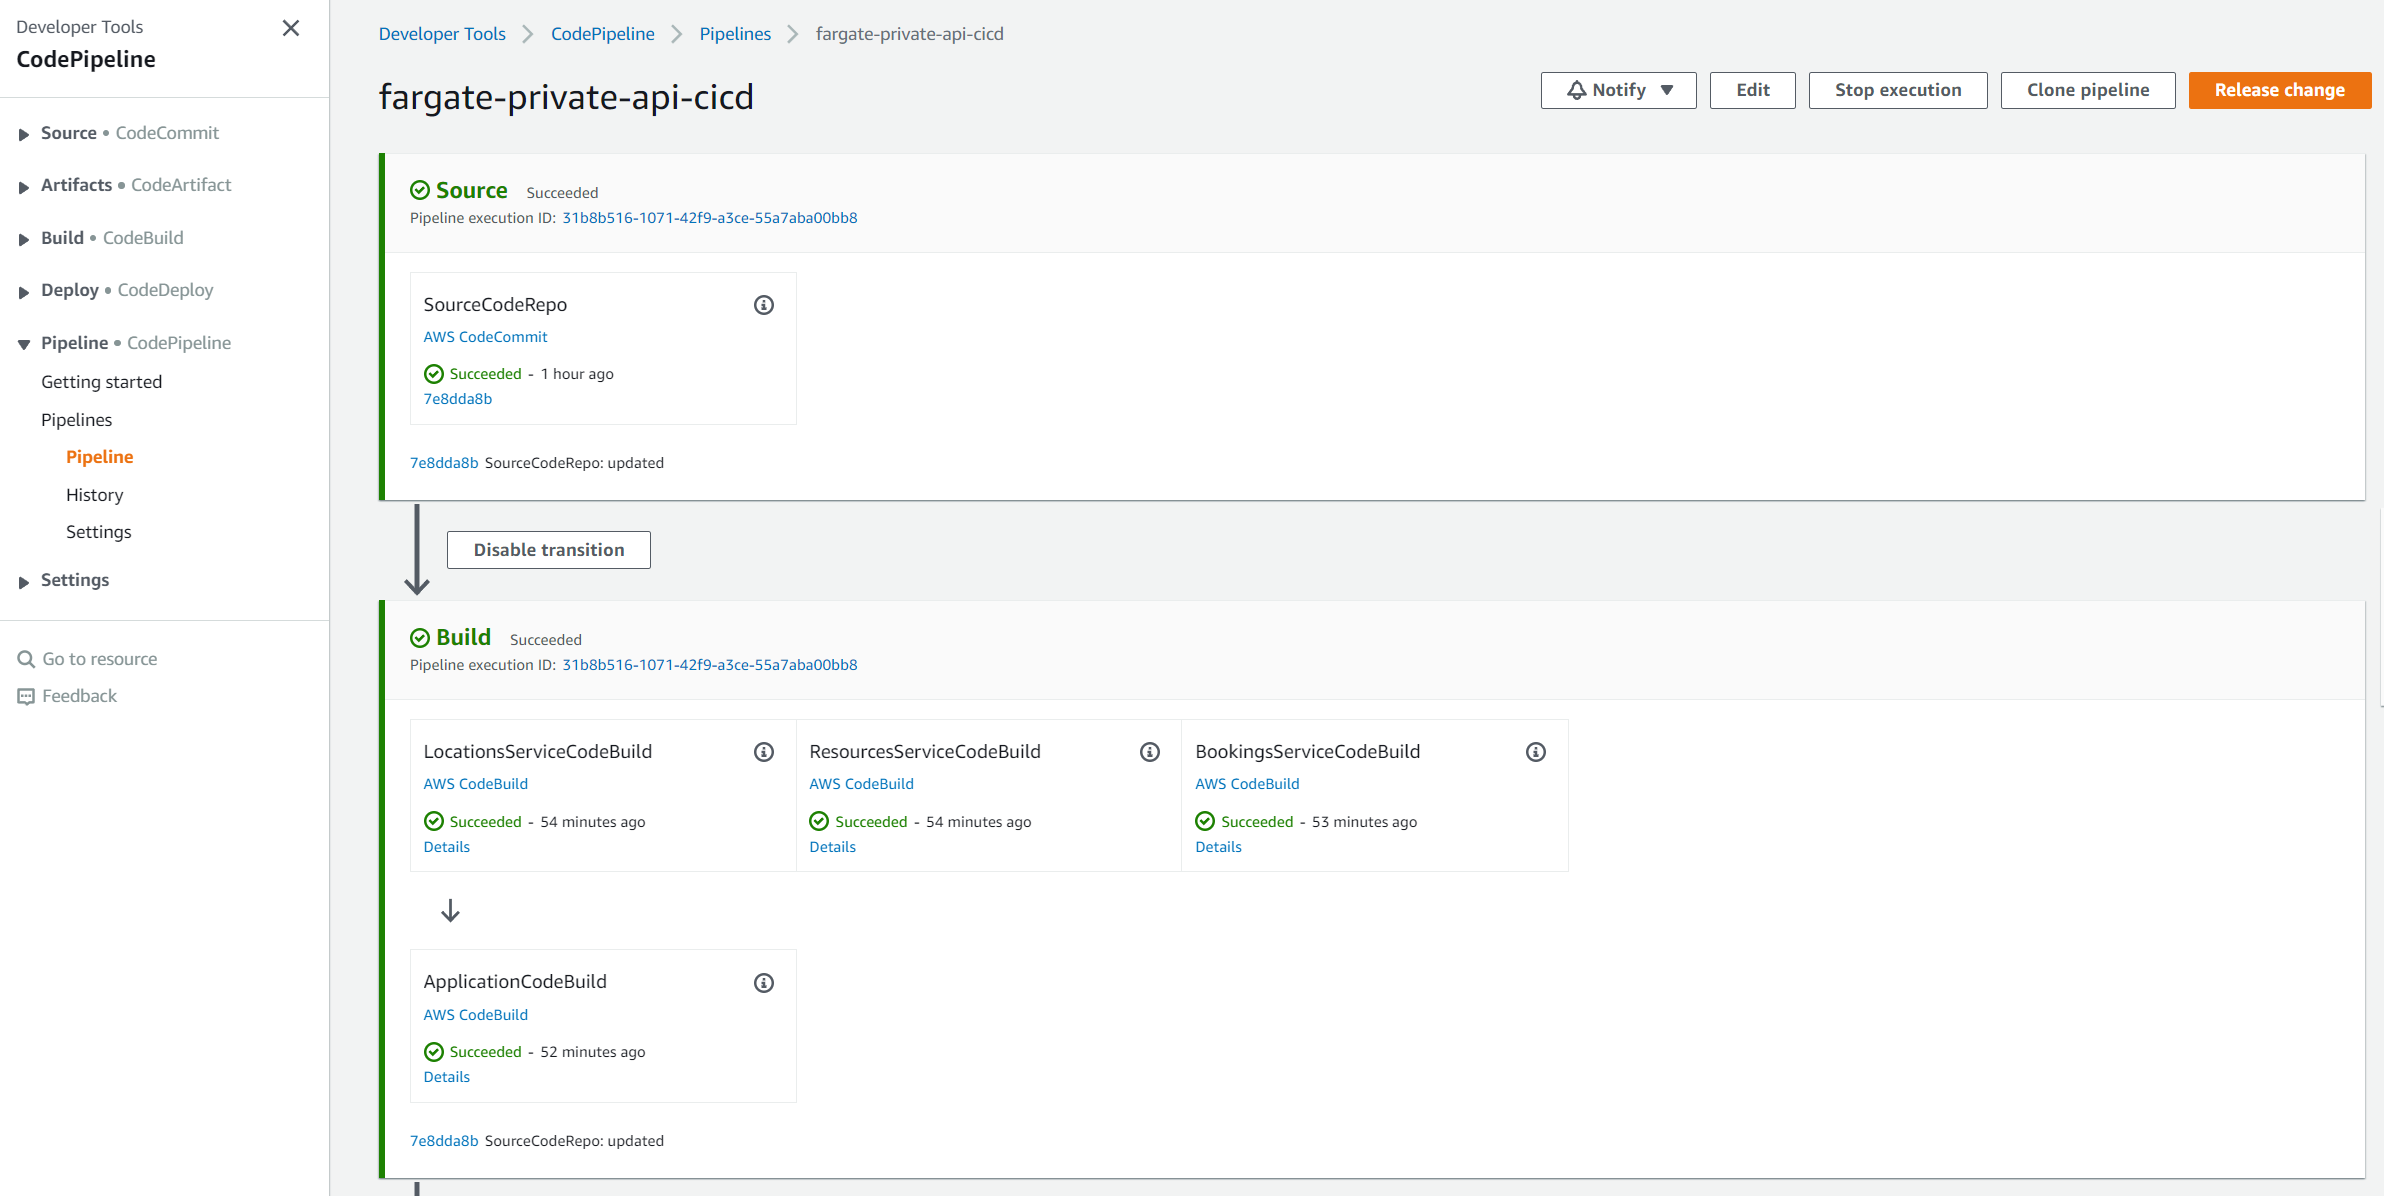 Developer Tools
CodePipeline
Source • CodeCommit
Artifacts • CodeArtifact
Build • CodeBuild
Deploy • CodeDeploy
Pipeline • CodePipeline
Getting started
Pipelines
Pipeline
History
Settings
Settings
Go to resource
Feedback
Developer Tools CodePipeline Pipelines fargate-private-api-cicd
fargate-private-api-cicd
Notify Edit Stop execution Clone pipeline Release change
Source Succeeded
Pipeline execution ID: 31b8b516-1071-42f9-a3ce-55a7aba00bb8
SourceCodeRepo
AWS CodeCommit
Succeeded - 1 hour ago
7e8dda8b
7e8dda8b SourceCodeRepo: updated
Disable transition
Build Succeeded
Pipeline execution ID: 31b8b516-1071-42f9-a3ce-55a7aba00bb8
LocationsServiceCodeBuild
AWS CodeBuild
Succeeded - 54 minutes ago
Details
ResourcesServiceCodeBuild
AWS CodeBuild
Succeeded - 54 minutes ago
Details
BookingsServiceCodeBuild
AWS CodeBuild
Succeeded - 53 minutes ago
Details
ApplicationCodeBuild
AWS CodeBuild
Succeeded - 52 minutes ago
Details
7e8dda8b SourceCodeRepo: updated